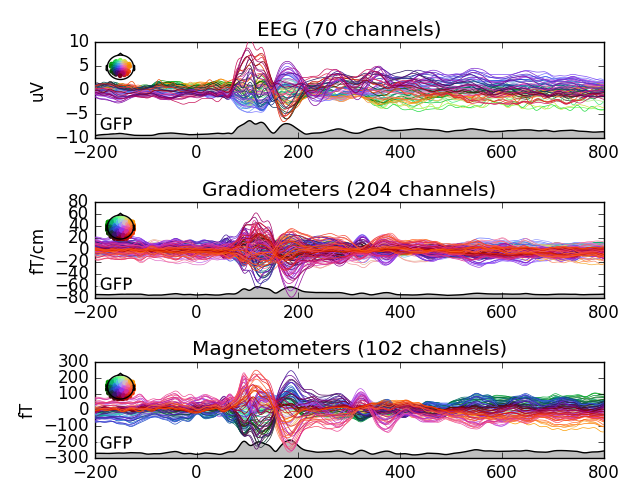 EEG (70 channels)
10
5
0
−5
−10
uV
GFP
−200 0 200 400 600 800
Gradiometers (204 channels)
80
60
40
20
0
−20
−40
−60
−80
fT/cm
GFP
−200 0 200 400 600 800
Magnetometers (102 channels)
300
200
100
0
−100
−200
−300
fT
GFP
−200 0 200 400 600 800